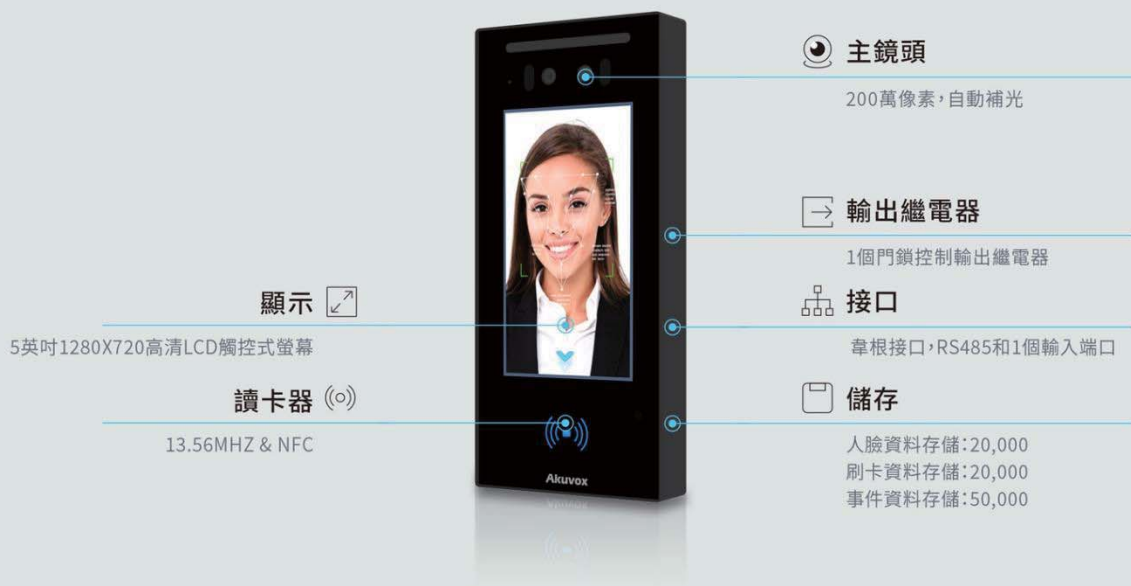 主鏡頭
200萬像素，自動補光
輸出繼電器
1個門鎖控制輸出繼電器
顯示
5英吋1280X720高清LCD觸控式螢幕
接口
韋根接口，RS485和1個輸入端口
讀卡器
13.56MHZ & NFC
儲存
人臉資料存儲：20,000
刷卡資料存儲：20,000
事件資料存儲：50,000
Akuvox